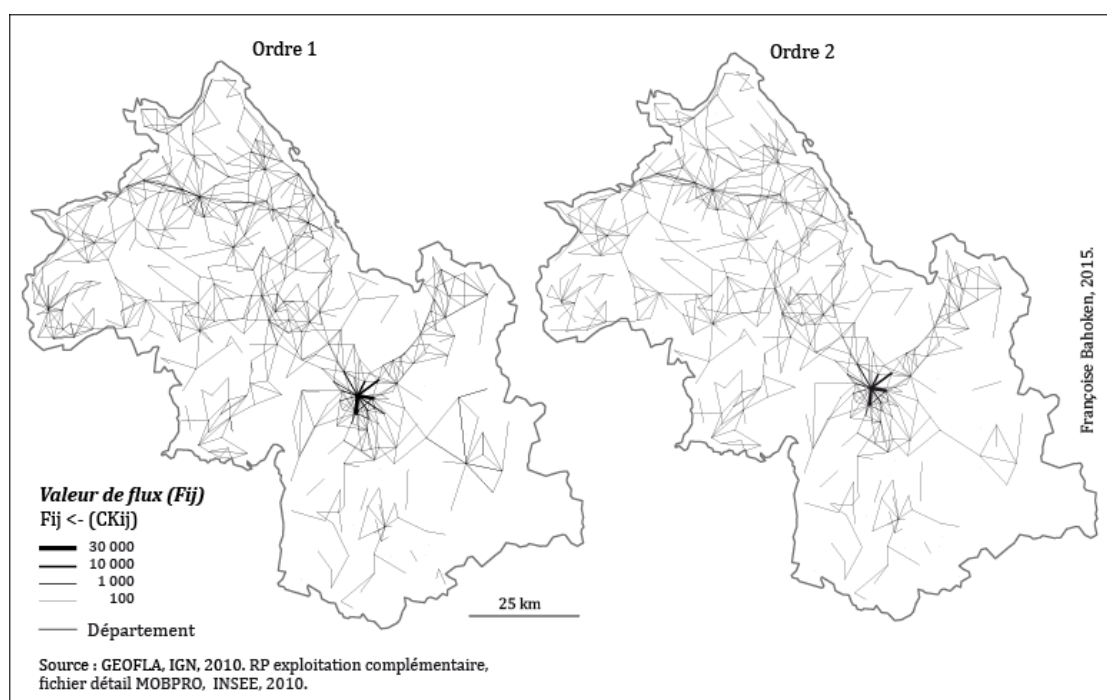 Ordre 1
Ordre 2
Françoise Bahoken, 2015.
Valeur de flux (Fij)
Fij <- (CKij)
30 000
10 000
1 000
100
Département
25 km
Source : GEOFLA, IGN, 2010. RP exploitation complémentaire,
fichier détail MOBPRO, INSEE, 2010.